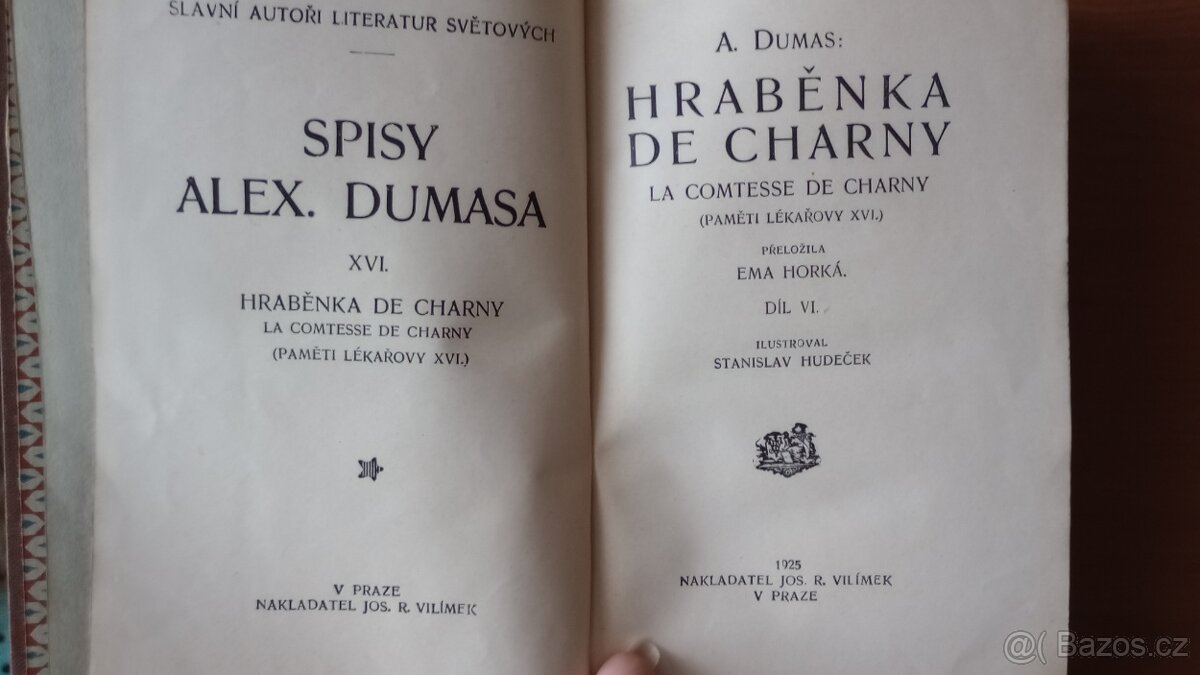 SLAVNÍ AUTOŘI LITERATUR SVĚTOVÝCH
SPISY
ALEX. DUMASA
XVI.
HRABĚNKA DE CHARNY
LA COMTESSE DE CHARNY
(PAMĚTI LÉKAŘOVY XVI.)
V PRAZE
NAKLADATEL JOS. R. VILÍMEK
A. DUMAS:
HRABĚNKA
DE CHARNY
LA COMTESSE DE CHARNY
(PAMĚTI LÉKAŘOVY XVI.)
PŘELOŽILA
EMA HORKÁ.
DÍL VI.
ILUSTROVAL
STANISLAV HUDEČEK
1925
NAKLADATEL JOS. R. VILÍMEK
V PRAZE
@( Bazos.cz